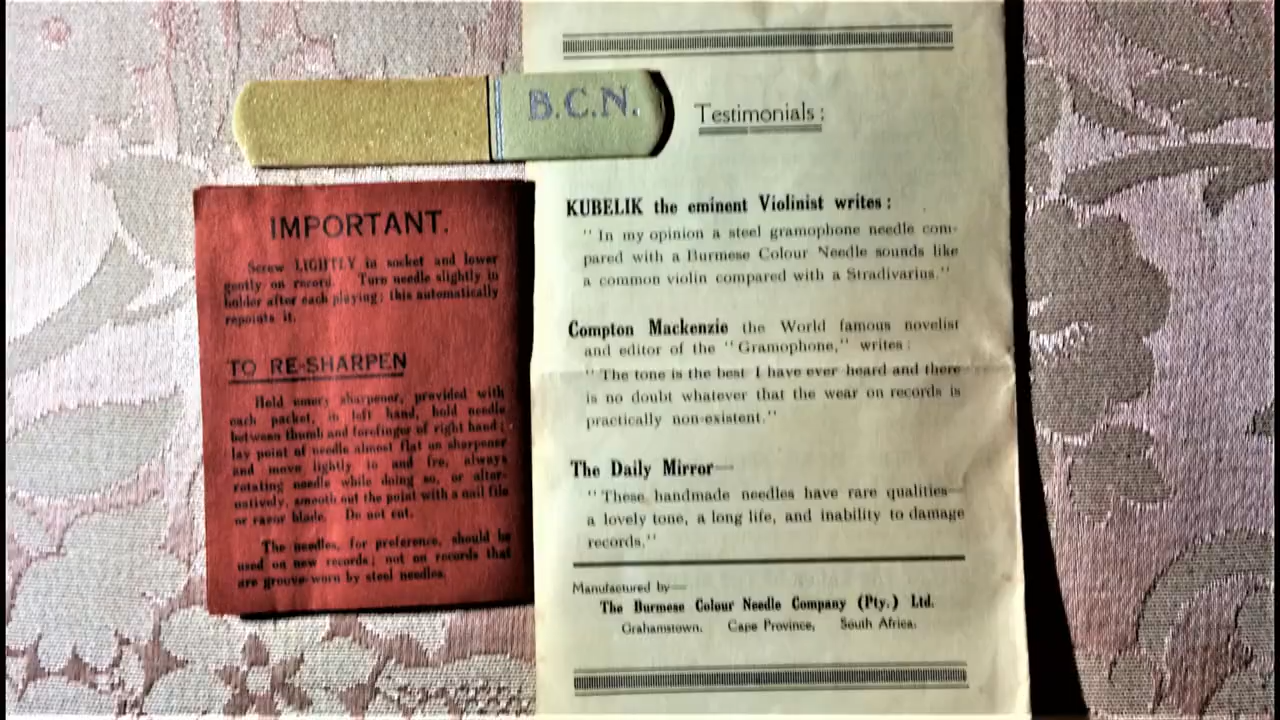 B.C.N.
IMPORTANT.
Screw LIGHTLY in socket and lower
gently on record. Turn needle slightly in
holder after each playing; this automatically
repoints it.
TO RE-SHARPEN
Hold emery sharpener, provided with
each packet, in left hand, hold needle
between thumb and forefinger of right hand;
lay point of needle almost flat on sharpener
and move lightly to and fro, always
rotating needle while doing so, or alter-
natively, smooth out the point with a nail file
or razor blade. Do not cut.
The needles, for preference, should be
used on new records; not on records that
are groove-worn by steel needles.
Testimonials:
KUBELIK the eminent Violinist writes:
"In my opinion a steel gramophone needle com-
pared with a Burmese Colour Needle sounds like
a common violin compared with a Stradivarius."
Compton Mackenzie the World famous novelist
and editor of the "Gramophone," writes:
"The tone is the best I have ever heard and there
is no doubt whatever that the wear on records is
practically non-existent."
The Daily Mirror—
"These handmade needles have rare qualities—
a lovely tone, a long life, and inability to damage
records."
Manufactured by—
The Burmese Colour Needle Company (Pty.) Ltd.
Grahamstown, Cape Province, South Africa.